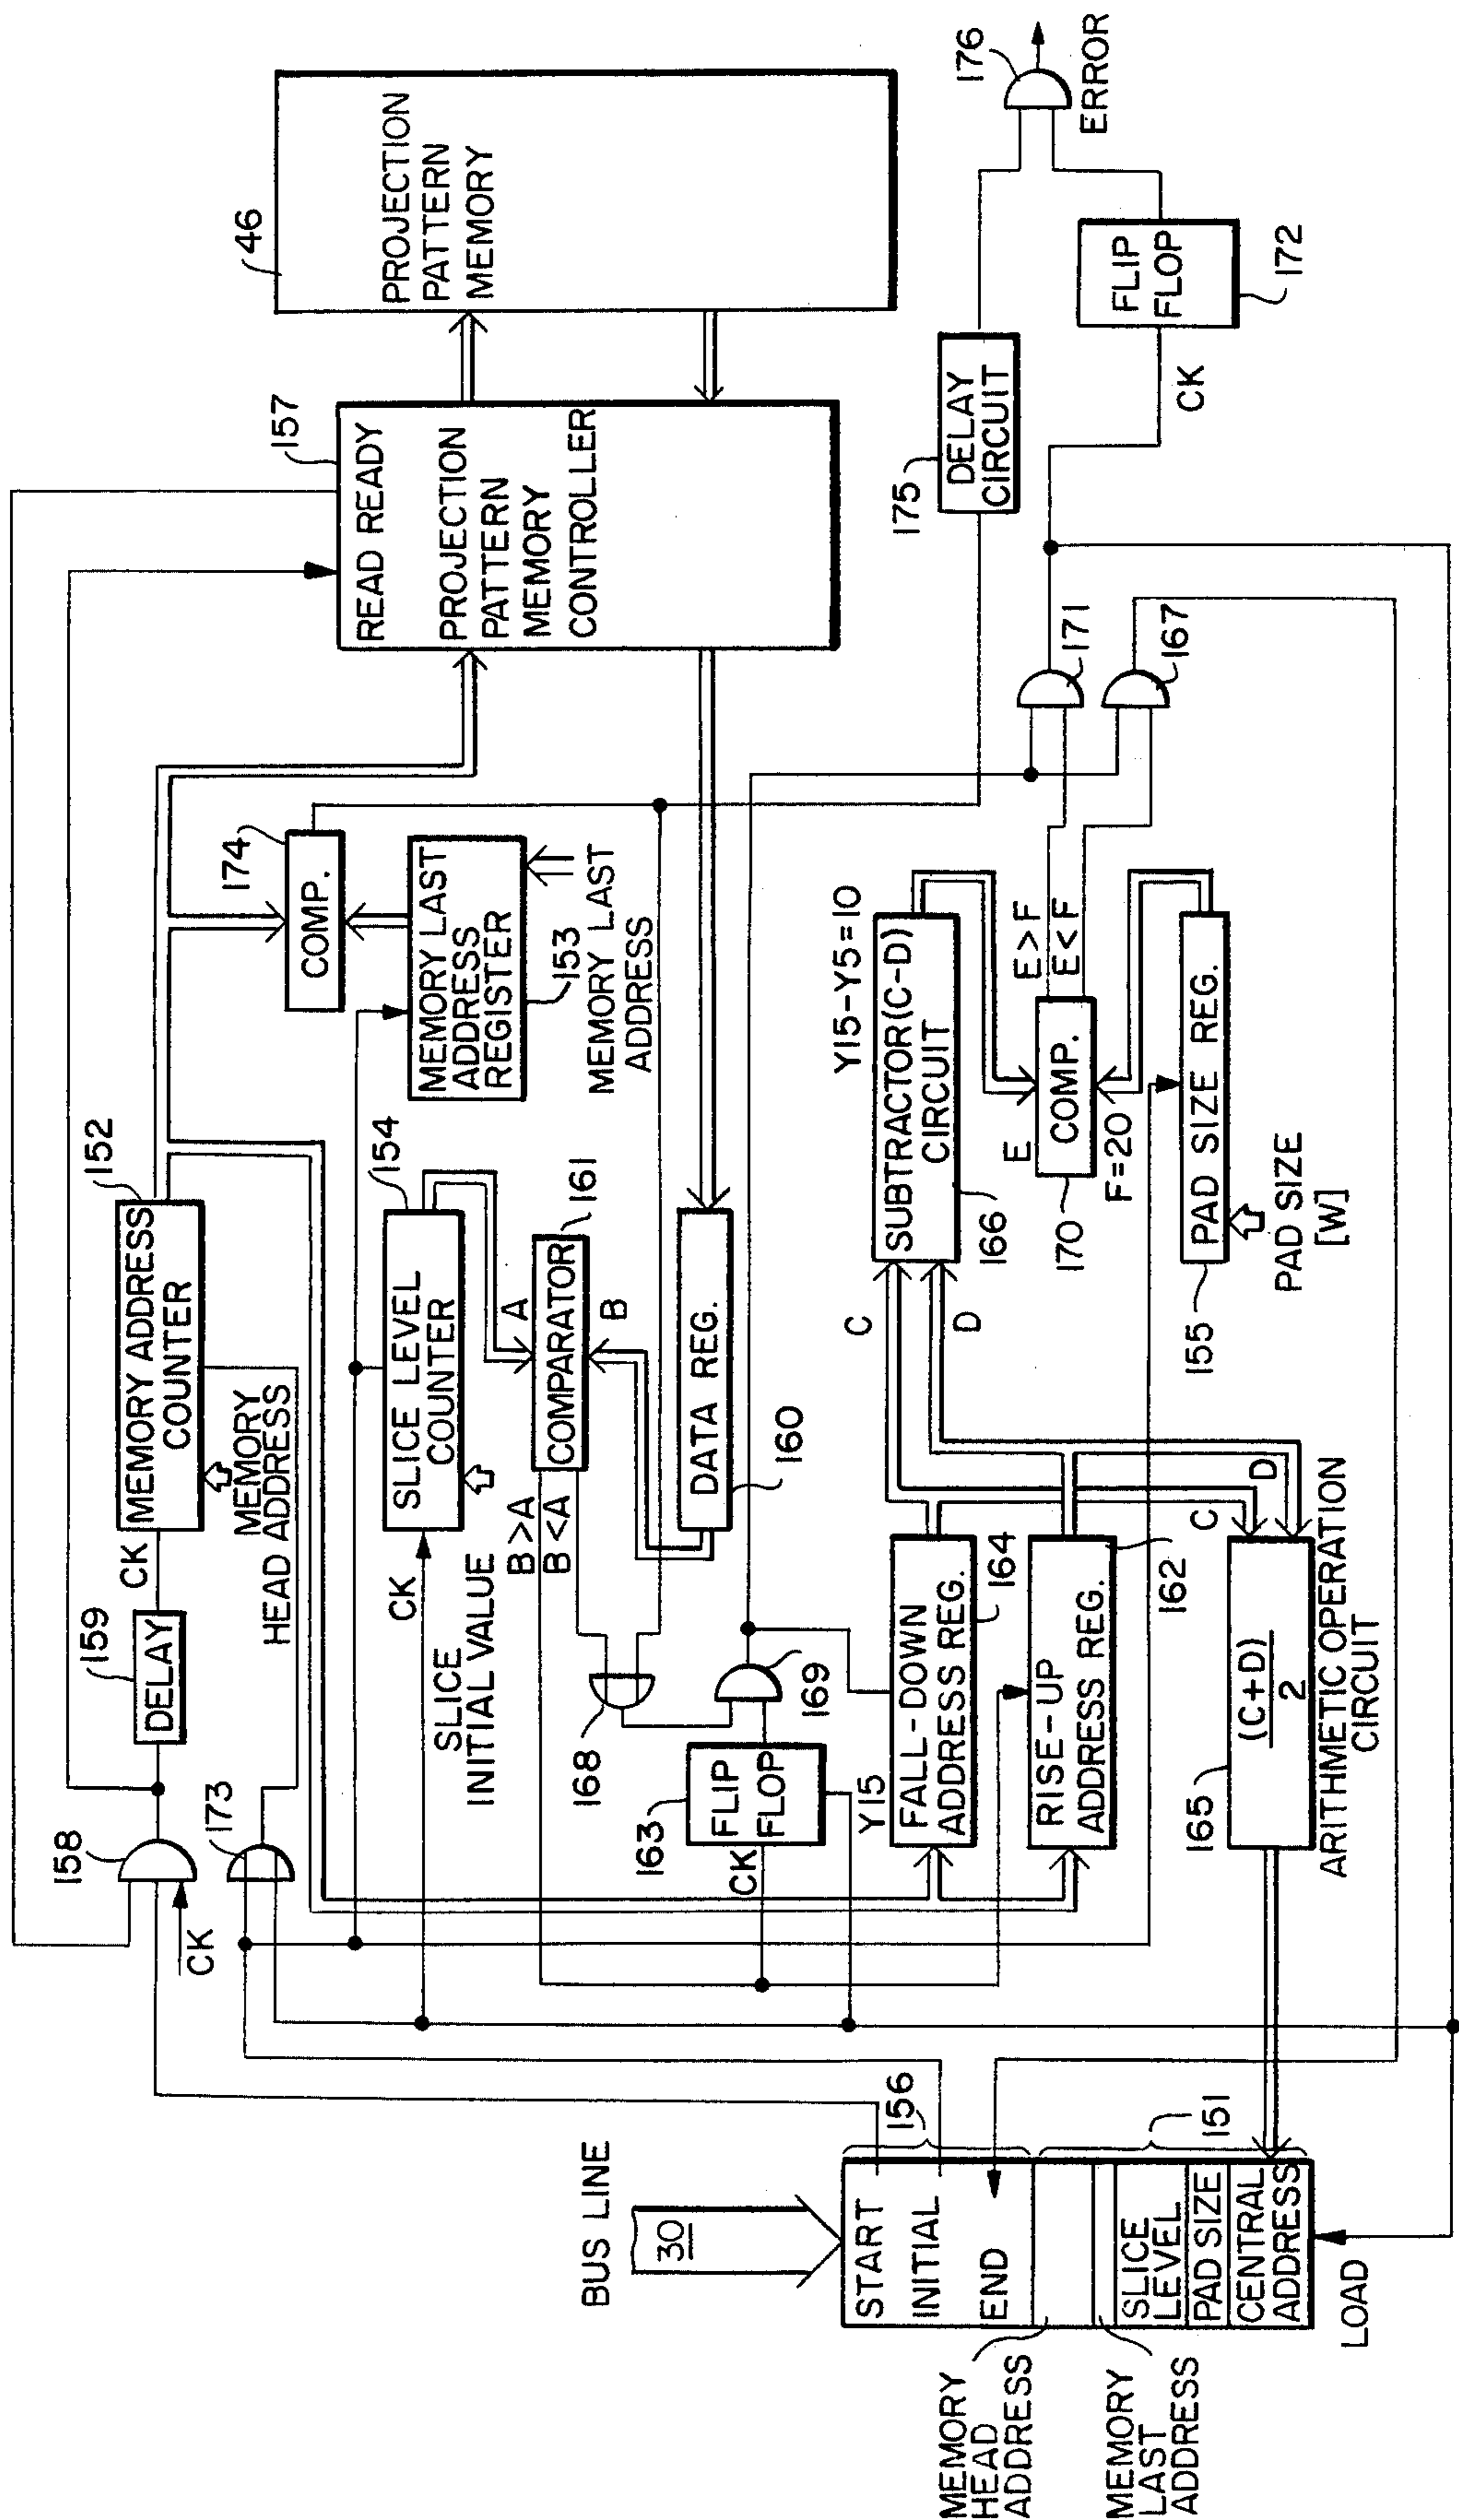 BUS LINE
30
START
INITIAL
END
156
151
SLICE
LEVEL
PAD SIZE
CENTRAL
ADDRESS
LOAD
MEMORY
HEAD
ADDRESS
MEMORY
LAST
ADDRESS
158
CK
173
159
DELAY
CK
152
MEMORY ADDRESS
COUNTER
MEMORY
HEAD ADDRESS
154
CK
SLICE LEVEL
COUNTER
SLICE
INITIAL VALUE
161
A
COMPARATOR
B
B>A
B<A
DATA REG.
160
168
169
163
FLIP
FLOP
CK
Y15
FALL-DOWN
ADDRESS REG.
164
RISE-UP
ADDRESS REG.
162
165
(C+D)
2
ARITHMETIC OPERATION
CIRCUIT
C
D
C
D
174
COMP.
MEMORY LAST
ADDRESS
REGISTER
153
MEMORY LAST
ADDRESS
Y15-Y5=10
SUBTRACTOR(C-D)
CIRCUIT
166
E
COMP.
E>F
E<F
170
F=20
PAD SIZE REG.
155
PAD SIZE
[W]
171
167
157
READ READY
PROJECTION
PATTERN
MEMORY
CONTROLLER
46
PROJECTION
PATTERN
MEMORY
175
DELAY
CIRCUIT
CK
FLIP
FLOP
172
176
ERROR